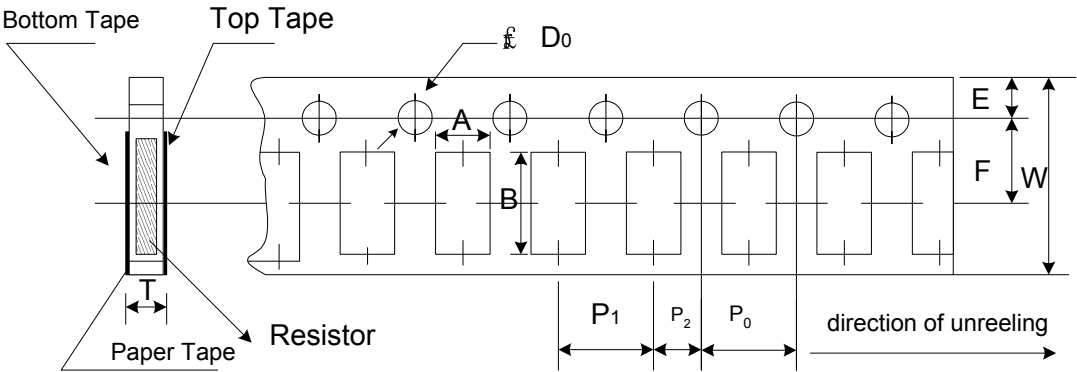 Bottom Tape
Top Tape
D0
A
E
F
W
B
T
P1
P2
P0
direction of unreeling
Resistor
Paper Tape